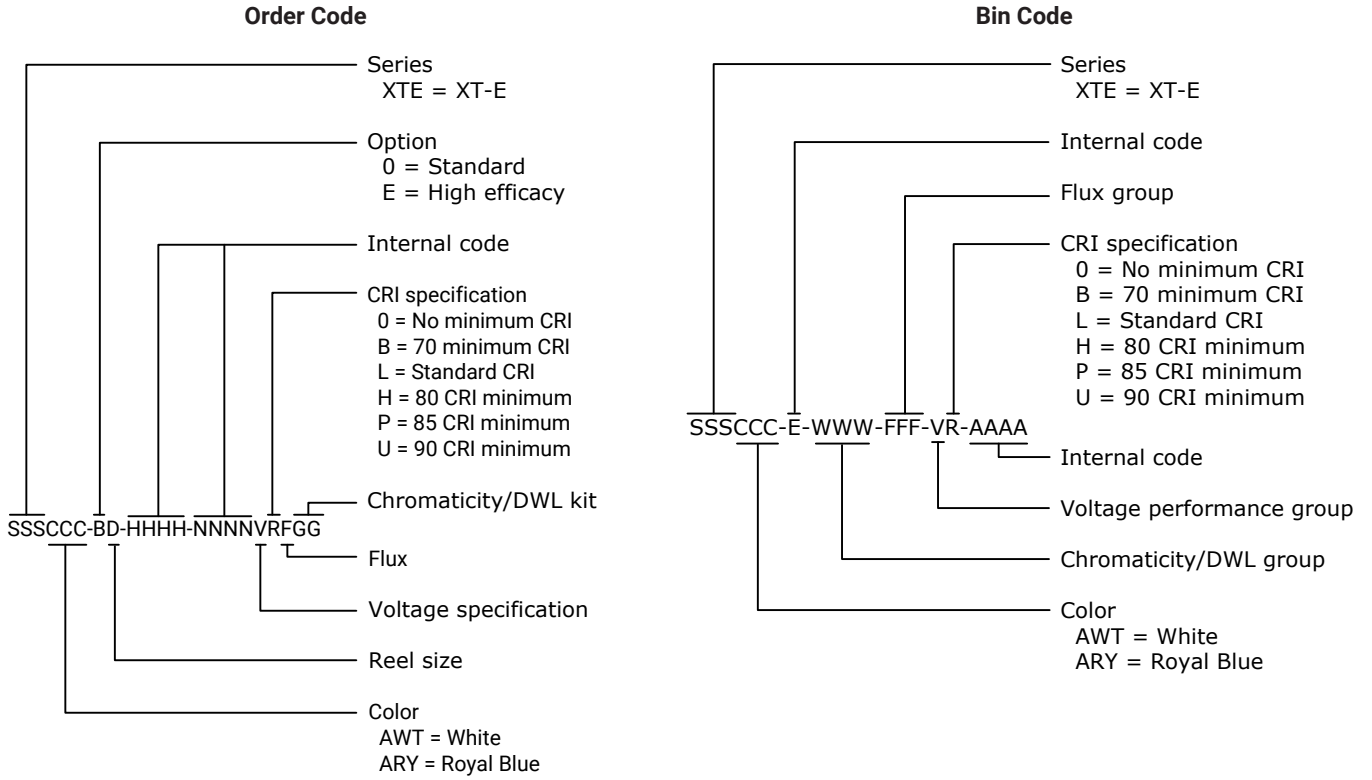 Order Code
Series
XTE = XT-E
Option
0 = Standard
E = High efficacy
Internal code
CRI specification
0 = No minimum CRI
B = 70 minimum CRI
L = Standard CRI
H = 80 CRI minimum
P = 85 CRI minimum
U = 90 CRI minimum
Chromaticity/DWL kit
SSSCCC-BD-HHHH-NNNNVRFGG
Flux
Voltage specification
Reel size
Color
AWT = White
ARY = Royal Blue
Bin Code
Series
XTE = XT-E
Internal code
Flux group
CRI specification
0 = No minimum CRI
B = 70 minimum CRI
L = Standard CRI
H = 80 CRI minimum
P = 85 CRI minimum
U = 90 CRI minimum
SSSCCC-E-WWW-FFF-VR-AAAA
Internal code
Voltage performance group
Chromaticity/DWL group
Color
AWT = White
ARY = Royal Blue